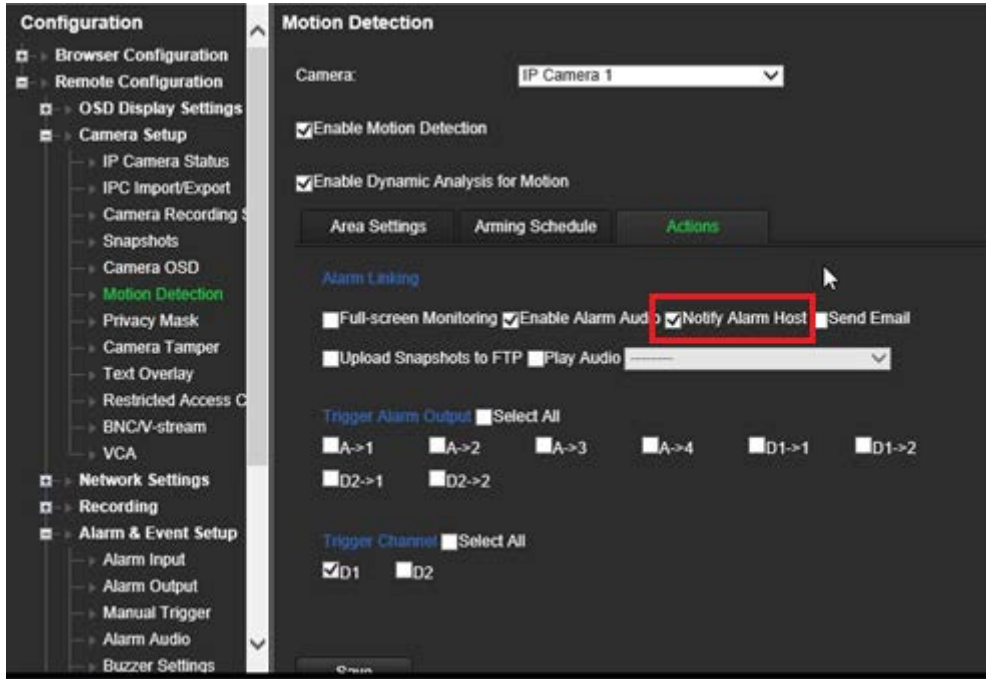 Configuration
Browser Configuration
Remote Configuration
OSD Display Settings
Camera Setup
IP Camera Status
IPC Import/Export
Camera Recording S
Snapshots
Camera OSD
Motion Detection
Privacy Mask
Camera Tamper
Text Overlay
Restricted Access C
BNC/V-stream
VCA
Network Settings
Recording
Alarm & Event Setup
Alarm Input
Alarm Output
Manual Trigger
Alarm Audio
Buzzer Settings
Motion Detection
Camera: IP Camera 1
Enable Motion Detection
Enable Dynamic Analysis for Motion
Area Settings Arming Schedule Actions
Alarm Linking
Full-screen Monitoring Enable Alarm Audio Notify Alarm Host Send Email
Upload Snapshots to FTP Play Audio ---------
Trigger Alarm Output Select All
A->1 A->2 A->3 A->4 D1->1 D1->2
D2->1 D2->2
Trigger Channel Select All
D1 D2
Save